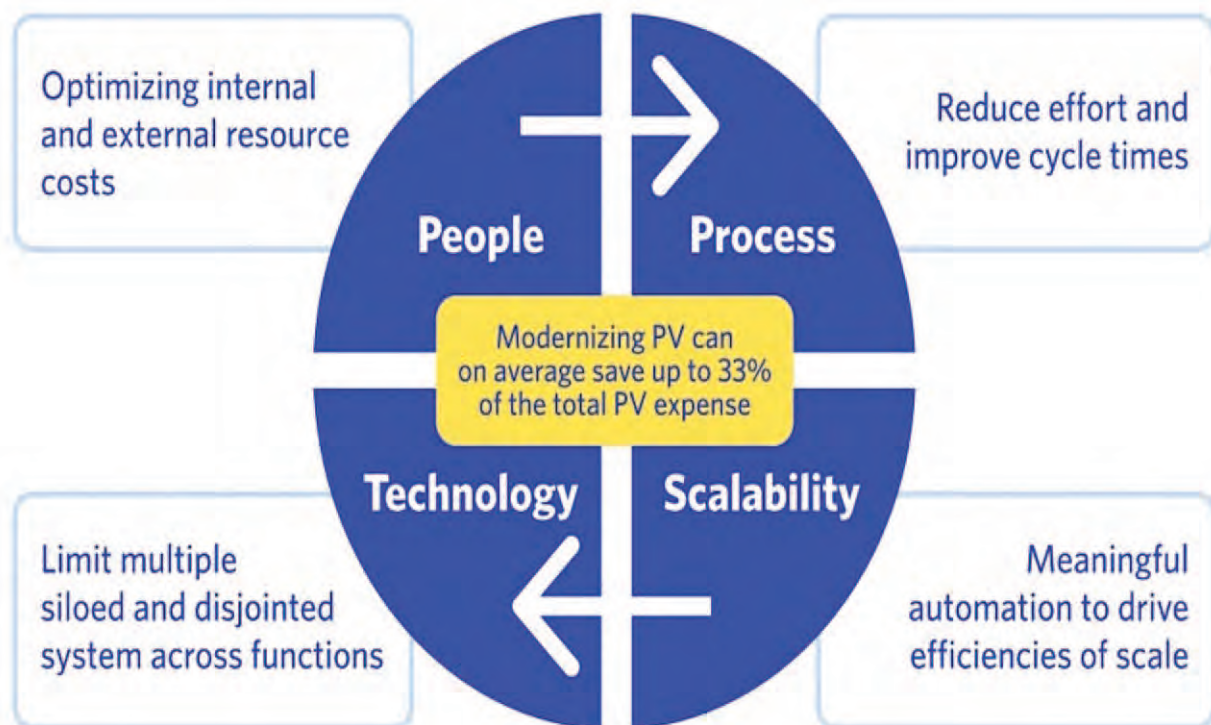 Optimizing internal
and external resource
costs
People
Process
Reduce effort and
improve cycle times
Modernizing PV can
on average save up to 33%
of the total PV expense
Technology
Scalability
Limit multiple
siloed and disjointed
system across functions
Meaningful
automation to drive
efficiencies of scale